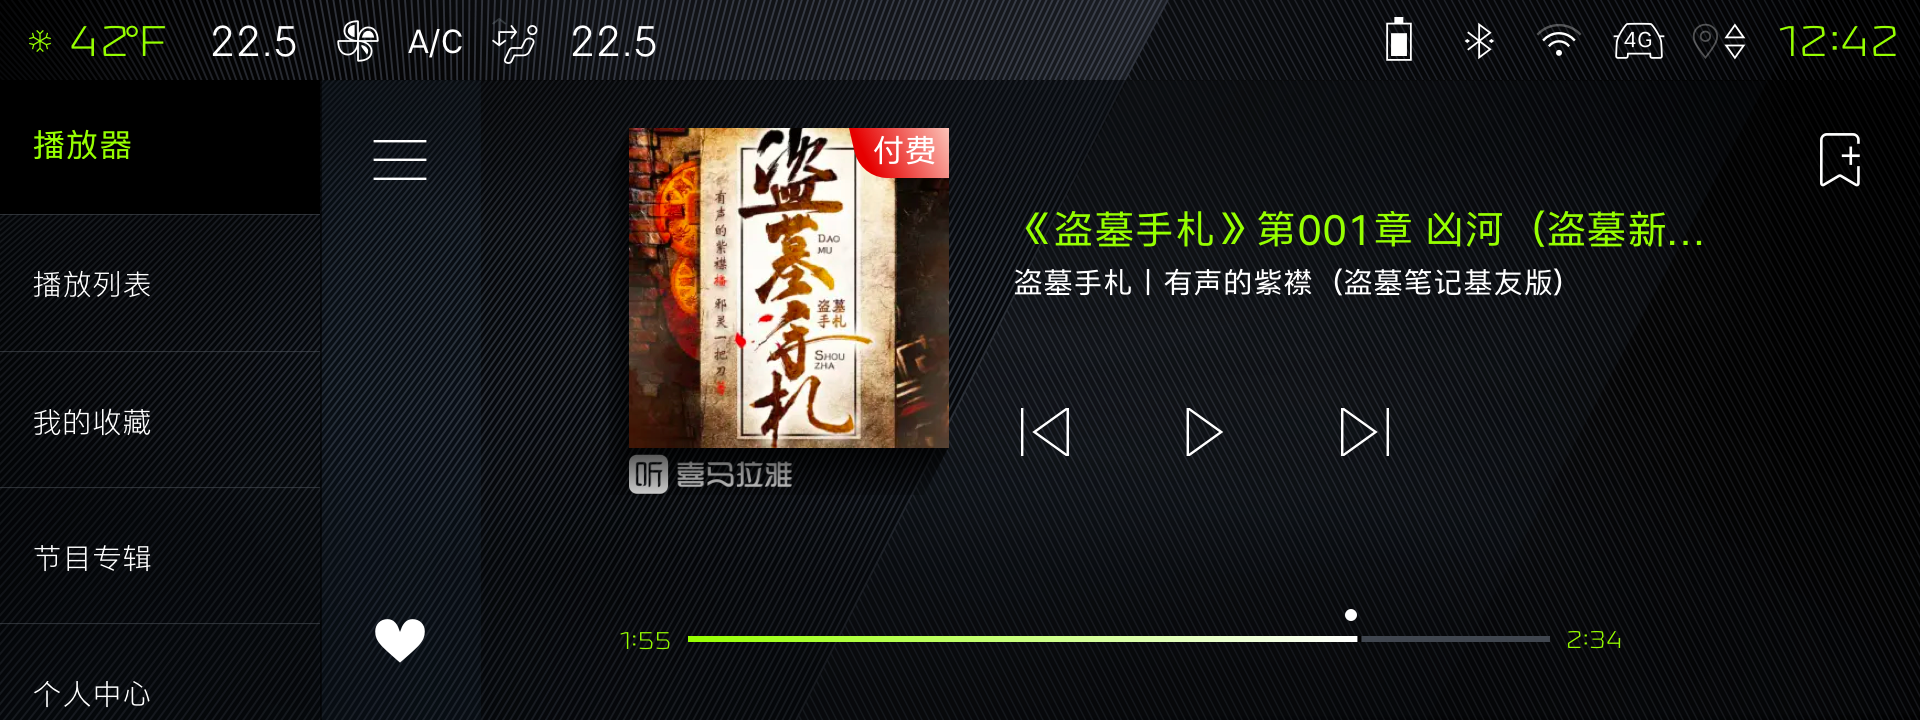 42°F 22.5 A/C 22.5 4G 12:42
播放器
播放列表
我的收藏
节目专辑
个人中心
付费
盗墓手札
DAO
MU
盗墓
手札
SHOU
ZHA
有声的紫襟播
邪灵一把刀著
听 喜马拉雅
《盗墓手札》第001章 凶河（盗墓新...
盗墓手札丨有声的紫襟（盗墓笔记基友版）
1:55
2:34